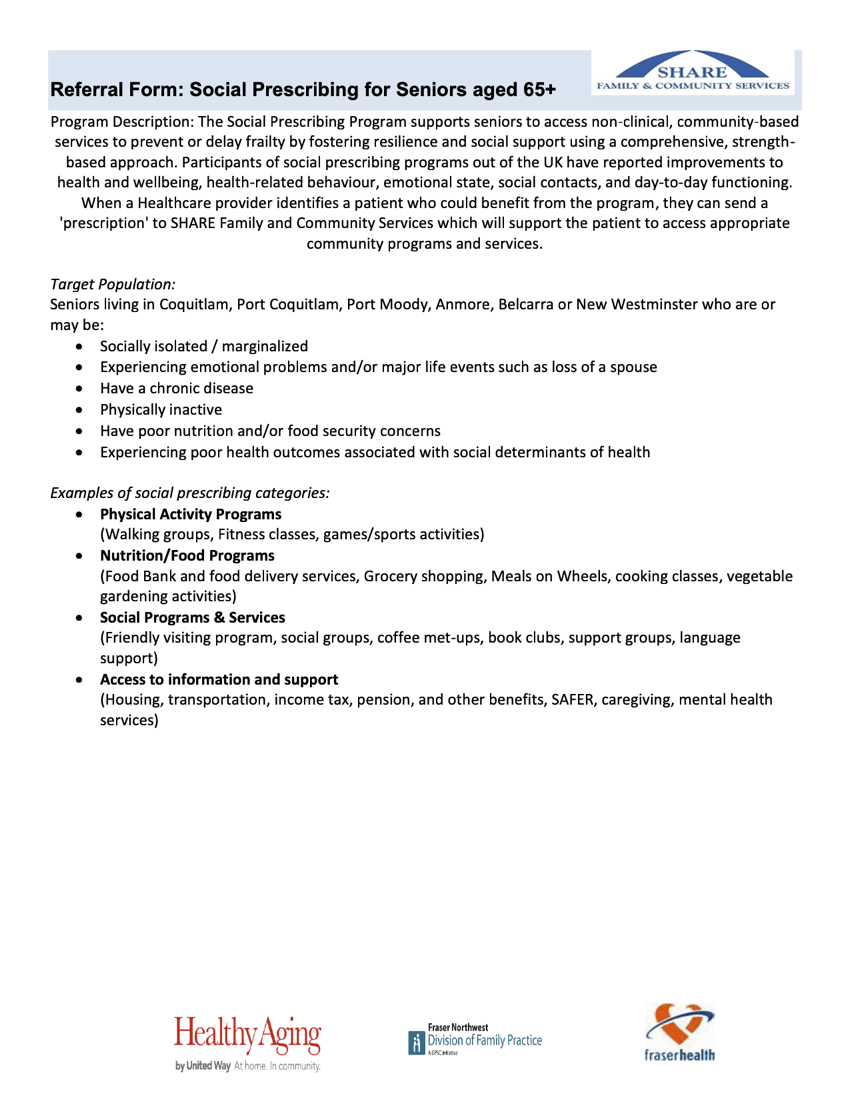 Referral Form: Social Prescribing for Seniors aged 65+
SHARE
FAMILY & COMMUNITY SERVICES
Program Description: The Social Prescribing Program supports seniors to access non-clinical, community-based
services to prevent or delay frailty by fostering resilience and social support using a comprehensive, strength-
based approach. Participants of social prescribing programs out of the UK have reported improvements to
health and wellbeing, health-related behaviour, emotional state, social contacts, and day-to-day functioning.
When a Healthcare provider identifies a patient who could benefit from the program, they can send a
'prescription' to SHARE Family and Community Services which will support the patient to access appropriate
community programs and services.
Target Population:
Seniors living in Coquitlam, Port Coquitlam, Port Moody, Anmore, Belcarra or New Westminster who are or
may be:
• Socially isolated / marginalized
• Experiencing emotional problems and/or major life events such as loss of a spouse
• Have a chronic disease
• Physically inactive
• Have poor nutrition and/or food security concerns
• Experiencing poor health outcomes associated with social determinants of health
Examples of social prescribing categories:
• Physical Activity Programs
(Walking groups, Fitness classes, games/sports activities)
• Nutrition/Food Programs
(Food Bank and food delivery services, Grocery shopping, Meals on Wheels, cooking classes, vegetable
gardening activities)
• Social Programs & Services
(Friendly visiting program, social groups, coffee met-ups, book clubs, support groups, language
support)
• Access to information and support
(Housing, transportation, income tax, pension, and other benefits, SAFER, caregiving, mental health
services)
Healthy Aging
by United Way At home. In community.
Fraser Northwest
Division of Family Practice
A GPSC initiative
fraserhealth